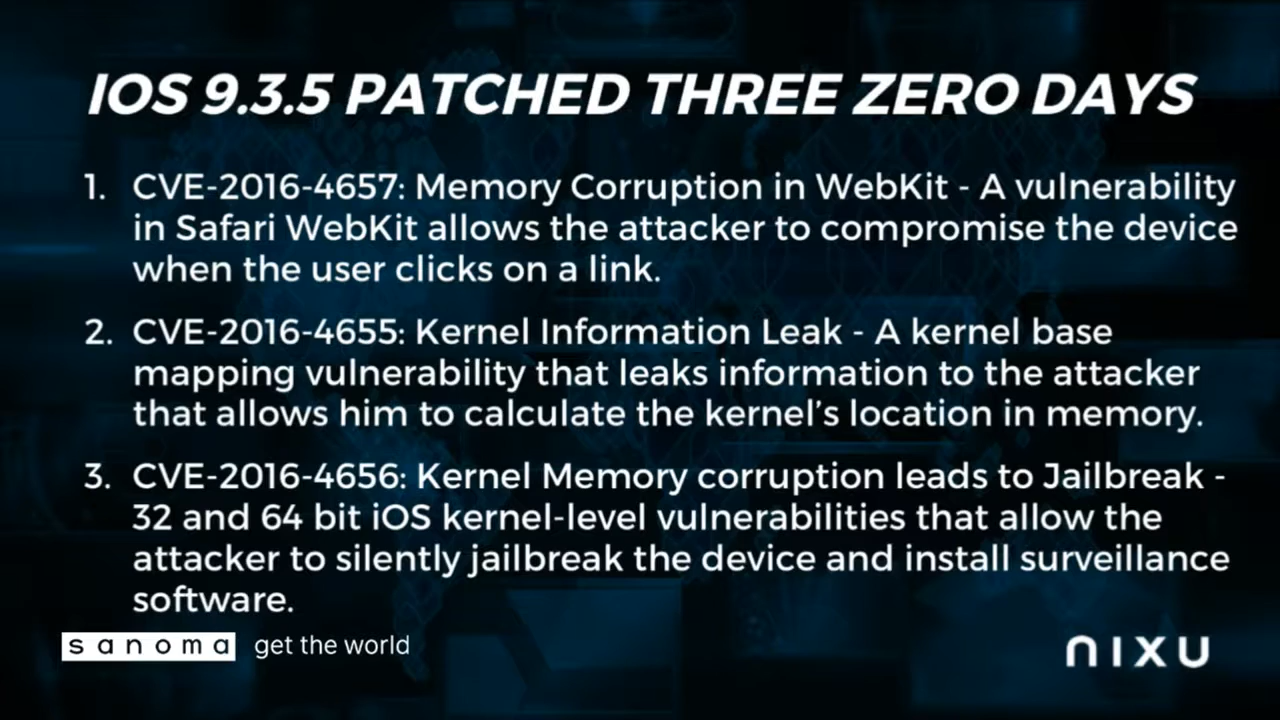 IOS 9.3.5 PATCHED THREE ZERO DAYS
1. CVE-2016-4657: Memory Corruption in WebKit - A vulnerability
in Safari WebKit allows the attacker to compromise the device
when the user clicks on a link.
2. CVE-2016-4655: Kernel Information Leak - A kernel base
mapping vulnerability that leaks information to the attacker
that allows him to calculate the kernel’s location in memory.
3. CVE-2016-4656: Kernel Memory corruption leads to Jailbreak -
32 and 64 bit iOS kernel-level vulnerabilities that allow the
attacker to silently jailbreak the device and install surveillance
software.
sanoma get the world
nixu